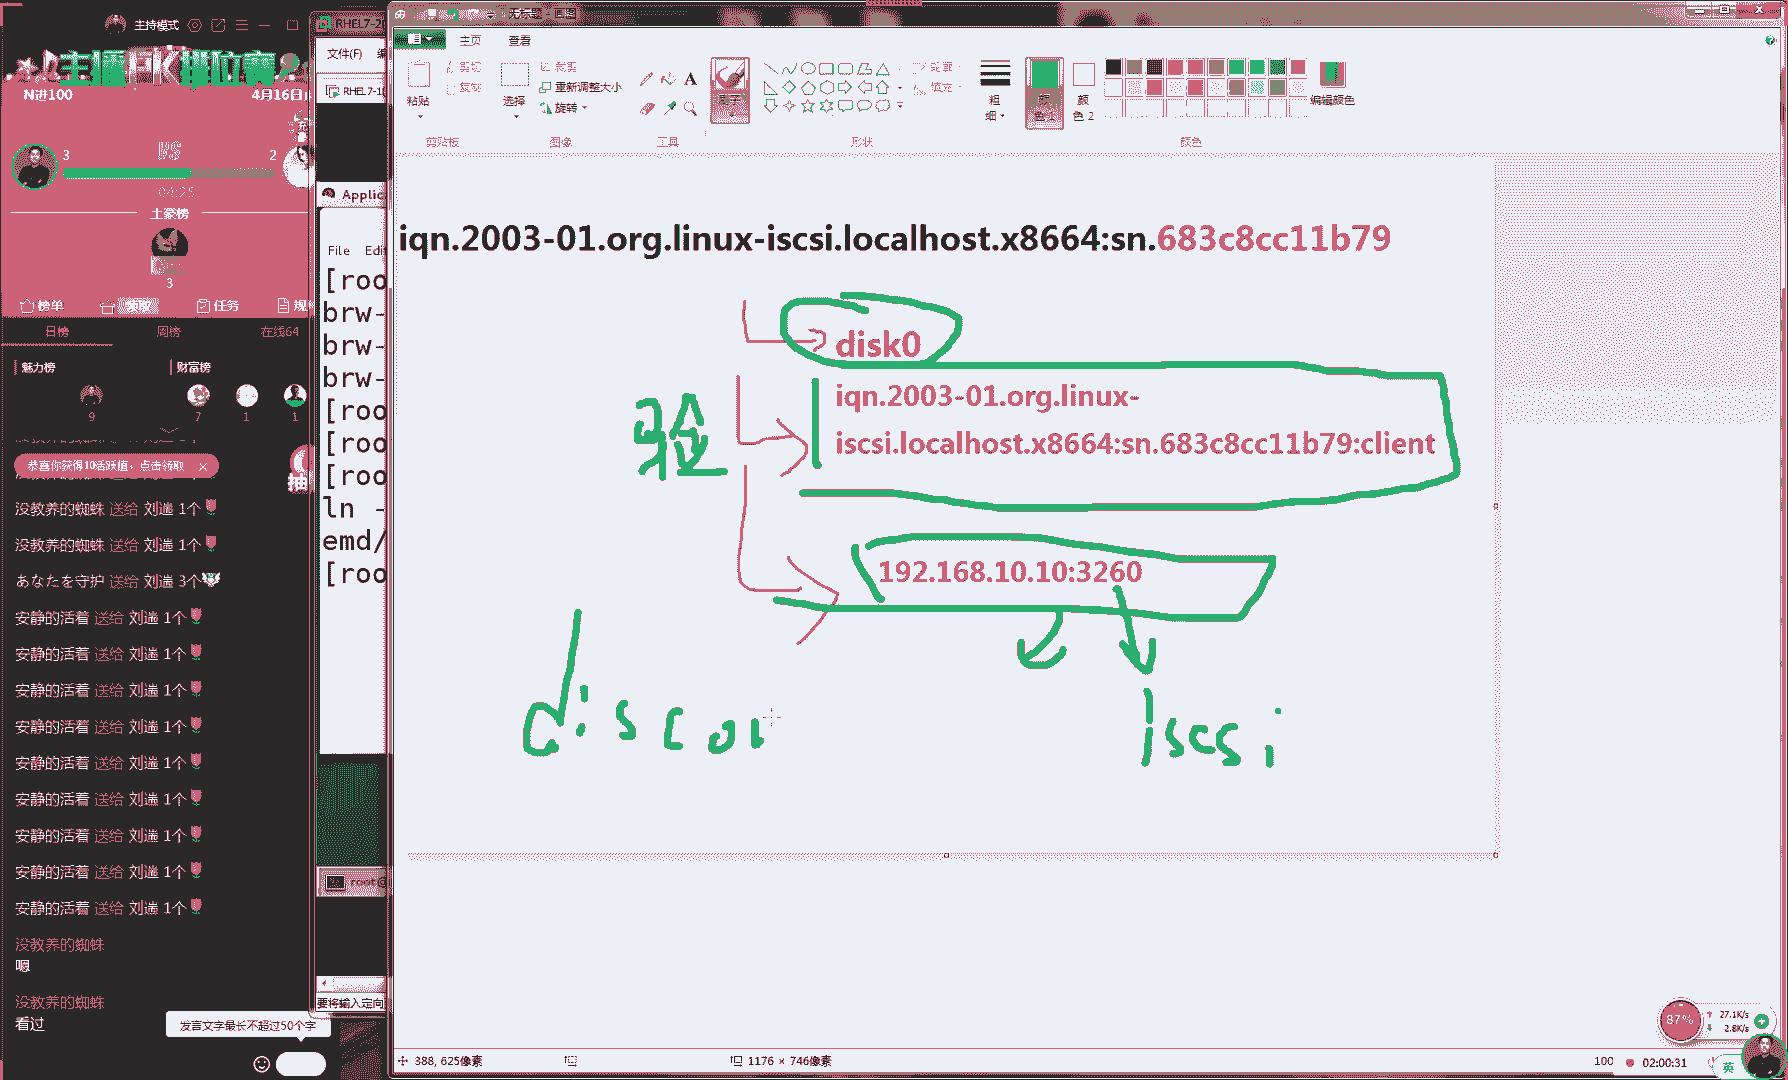 主持模式
主播PK排位赛
N进100
4月16日
3
VS
2
04:25
土豪榜
3
榜单
领取
任务
日榜
周榜
在线64
魅力榜
财富榜
9
7
1
1
恭喜你获得10活跃值，点击领取
抽
没教养的蜘蛛 送给 刘遄 1个
没教养的蜘蛛 送给 刘遄 1个
あなたを守护 送给 刘遄 3个
安静的活着 送给 刘遄 1个
安静的活着 送给 刘遄 1个
安静的活着 送给 刘遄 1个
安静的活着 送给 刘遄 1个
安静的活着 送给 刘遄 1个
安静的活着 送给 刘遄 1个
安静的活着 送给 刘遄 1个
安静的活着 送给 刘遄 1个
安静的活着 送给 刘遄 1个
没教养的蜘蛛
嗯
没教养的蜘蛛
看过
发言文字最长不超过50个字
文件(F)
Applic
File Edi
[roo
brw-
brw-
brw-
[roo
[roo
[roo
ln -
emd/
[roo
root@
要将输入定向
无标题 - 画图
主页
查看
粘贴
剪切
复制
剪贴板
选择
裁剪
重新调整大小
旋转
图像
A
工具
刷子
轮廓
填充
形状
粗
细
颜
色 1
颜
色 2
编辑颜色
颜色
iqn.2003-01.org.linux-iscsi.localhost.x8664:sn.683c8cc11b79
disk0
iqn.2003-01.org.linux-
iscsi.localhost.x8664:sn.683c8cc11b79:client
验
192.168.10.10:3260
iscsi
388, 625像素
1176 × 746像素
100
02:00:31
87%
27.1K/s
2.8K/s
英